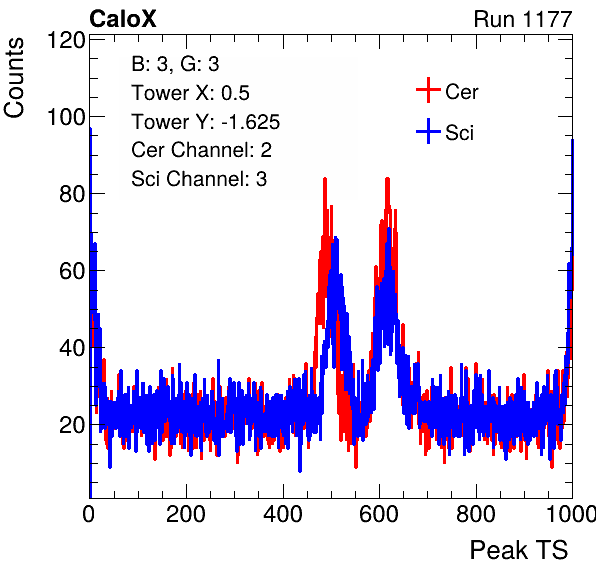 CaloX Run 1177
Counts
120
100
80
60
40
20
B: 3, G: 3
Tower X: 0.5
Tower Y: -1.625
Cer Channel: 2
Sci Channel: 3
Cer
Sci
0 200 400 600 800 1000
Peak TS